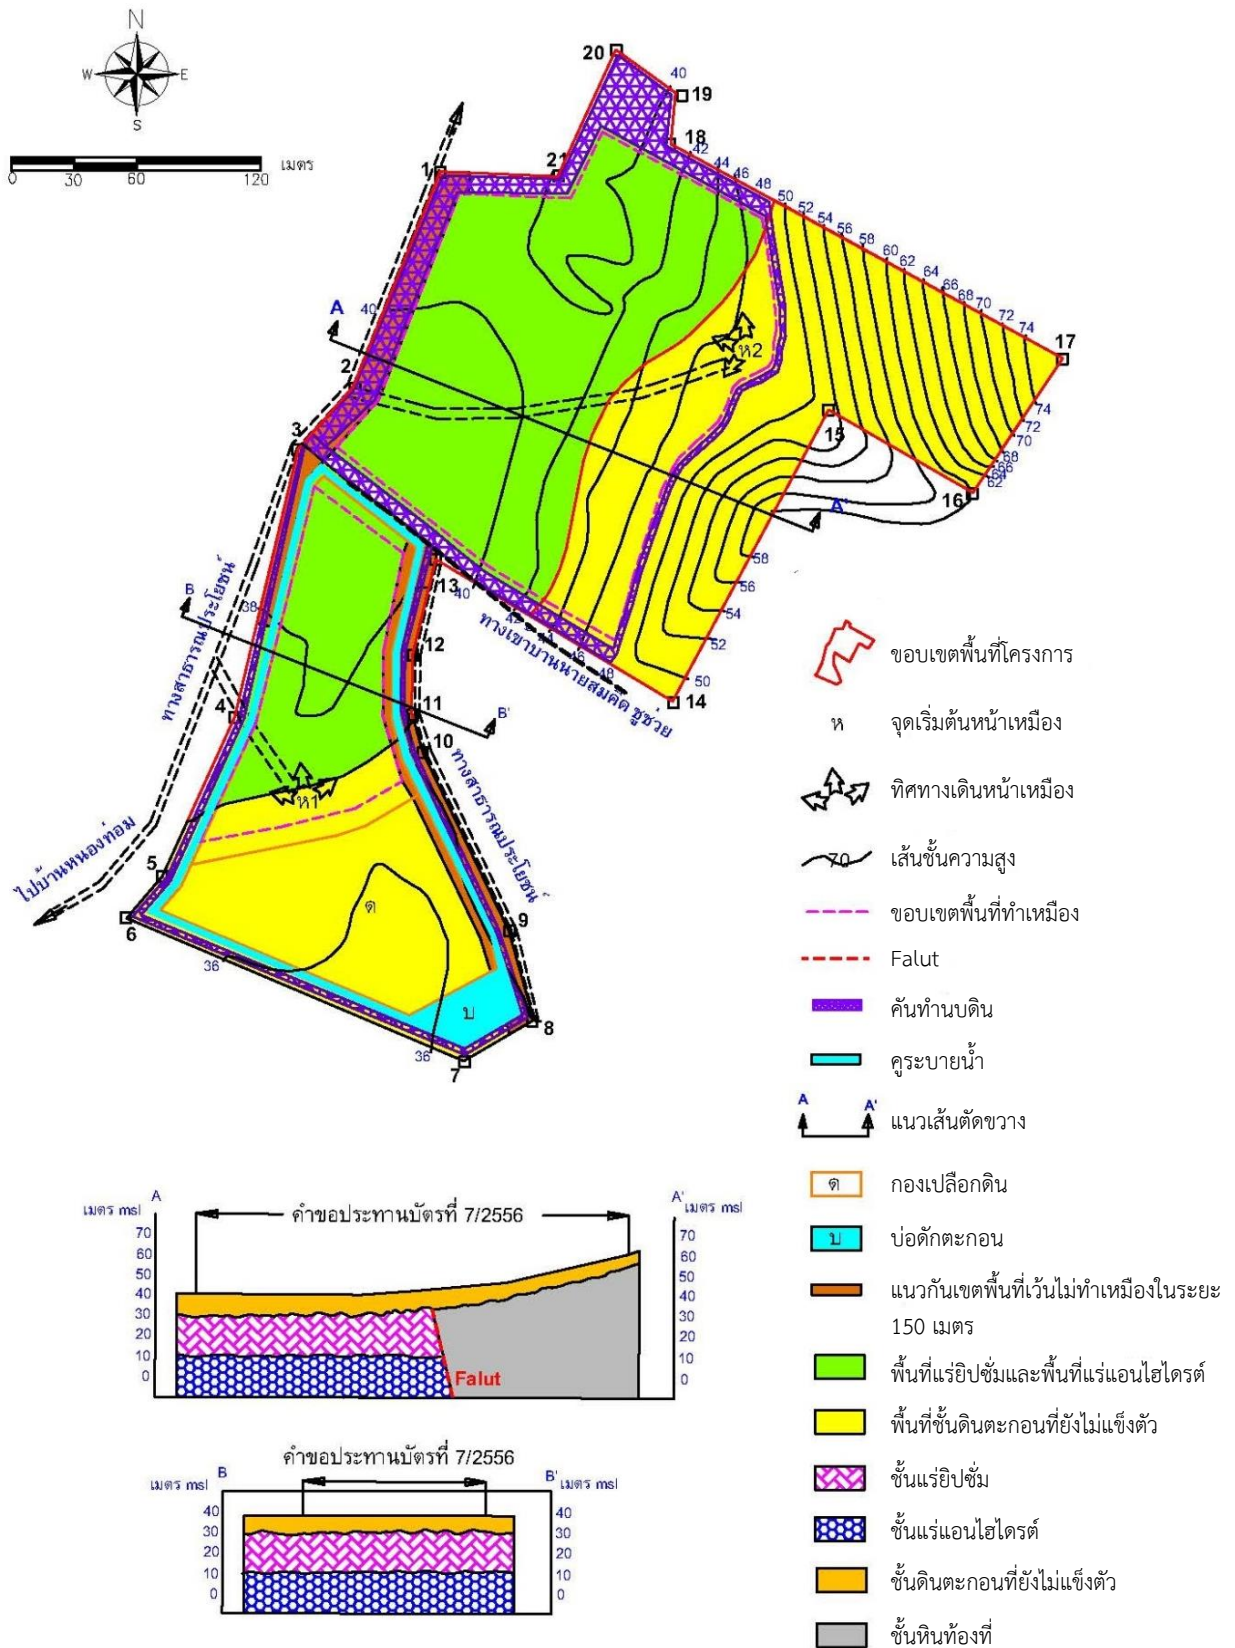 N
W
E
S
เมตร
0 30 60 120
20
40
19
18
42
44
46
48
50
52
54
56
58
60
62
64
66
68
70
72
74
17
21
1
A
40
2
ห2
3
15
74
72
70
68
66
64
62
16
A'
58
56
54
52
50
14
13
40
42
44
46
48
ทางเขาบานนายสมคิด ชูช่วย
ทางสาธารณประโยชน์
B
38
12
11
4
B'
10
ห1
ทางสาธารณประโยชน์
5
ไปบ้านหนองท่อม
6
ด
9
36
บ
8
36
7
ขอบเขตพื้นที่โครงการ
ห จุดเริ่มต้นหน้าเหมือง
ทิศทางเดินหน้าเหมือง
70 เส้นชั้นความสูง
ขอบเขตพื้นที่ทำเหมือง
Falut
คันทำนบดิน
คูระบายน้ำ
A A' แนวเส้นตัดขวาง
ด กองเปลือกดิน
บ บ่อดักตะกอน
แนวกันเขตพื้นที่เว้นไม่ทำเหมืองในระยะ
150 เมตร
พื้นที่แร่ยิปซั่มและพื้นที่แร่แอนไฮไดรต์
พื้นที่ชั้นดินตะกอนที่ยังไม่แข็งตัว
ชั้นแร่ยิปซั่ม
ชั้นแร่แอนไฮไดรต์
ชั้นดินตะกอนที่ยังไม่แข็งตัว
ชั้นหินท้องที่
A A'
เมตร msl คำขอประทานบัตรที่ 7/2556 เมตร msl
70 70
60 60
50 50
40 40
30 30
20 20
10 10
0 0
Falut
คำขอประทานบัตรที่ 7/2556
B B'
เมตร msl เมตร msl
40 40
30 30
20 20
10 10
0 0